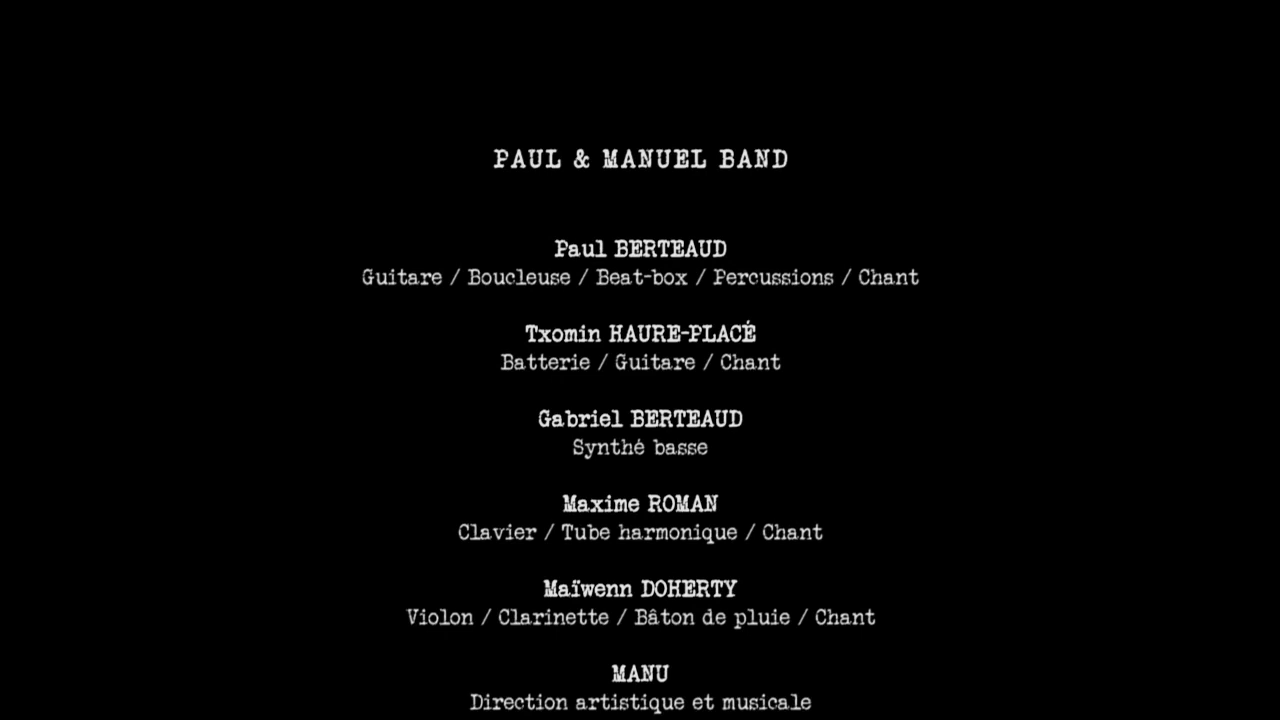 PAUL & MANUEL BAND
Paul BERTEAUD
Guitare / Boucleuse / Beat-box / Percussions / Chant
Txomin HAURE-PLACÉ
Batterie / Guitare / Chant
Gabriel BERTEAUD
Synthé basse
Maxime ROMAN
Clavier / Tube harmonique / Chant
Maïwenn DOHERTY
Violon / Clarinette / Bâton de pluie / Chant
MANU
Direction artistique et musicale